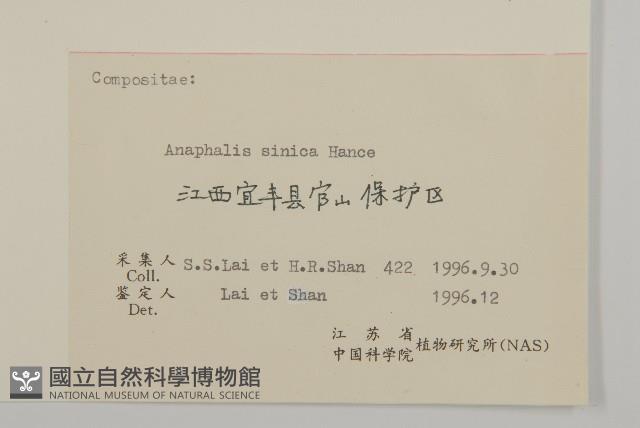 Compositae:
Anaphalis sinica Hance
江西宜丰县官山保护区
采集人 S.S.Lai et H.R.Shan 422 1996.9.30
Coll.
鉴定人 Lai et Shan 1996.12
Det.
江苏省
中国科学院 植物研究所(NAS)
國立自然科學博物館
NATIONAL MUSEUM OF NATURAL SCIENCE